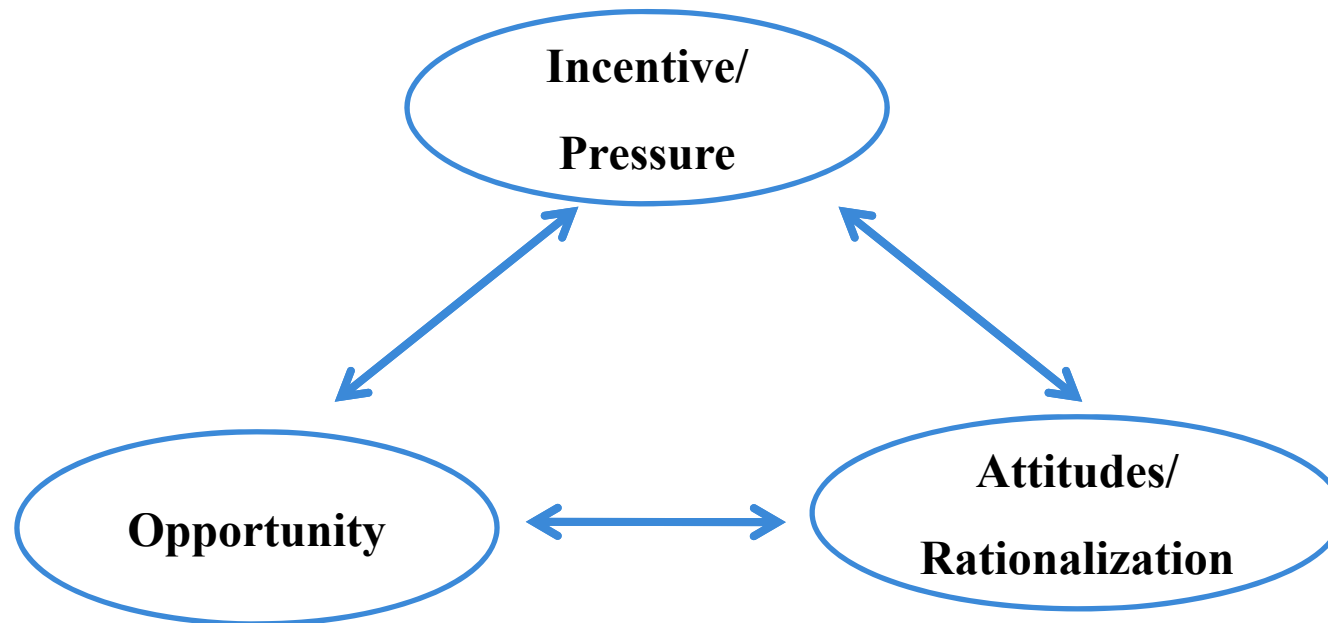 Incentive/
Pressure
Opportunity
Attitudes/
Rationalization